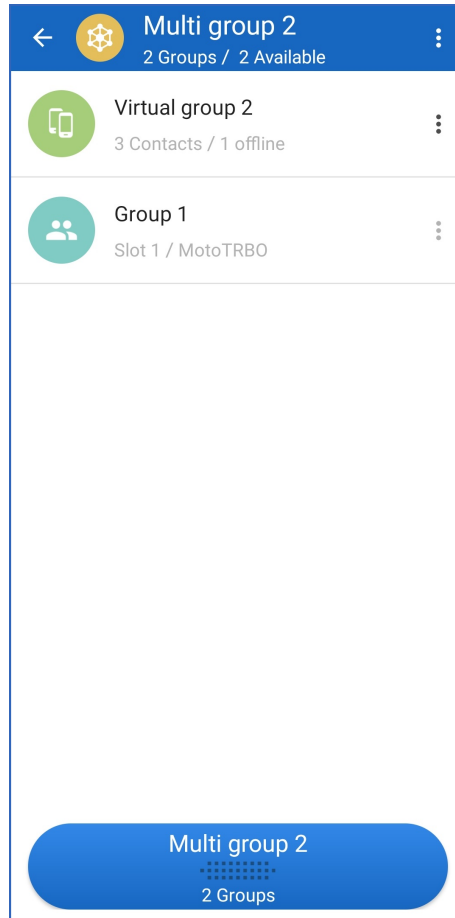 Multi group 2
2 Groups / 2 Available
Virtual group 2
3 Contacts / 1 offline
Group 1
Slot 1 / MotoTRBO
Multi group 2
2 Groups